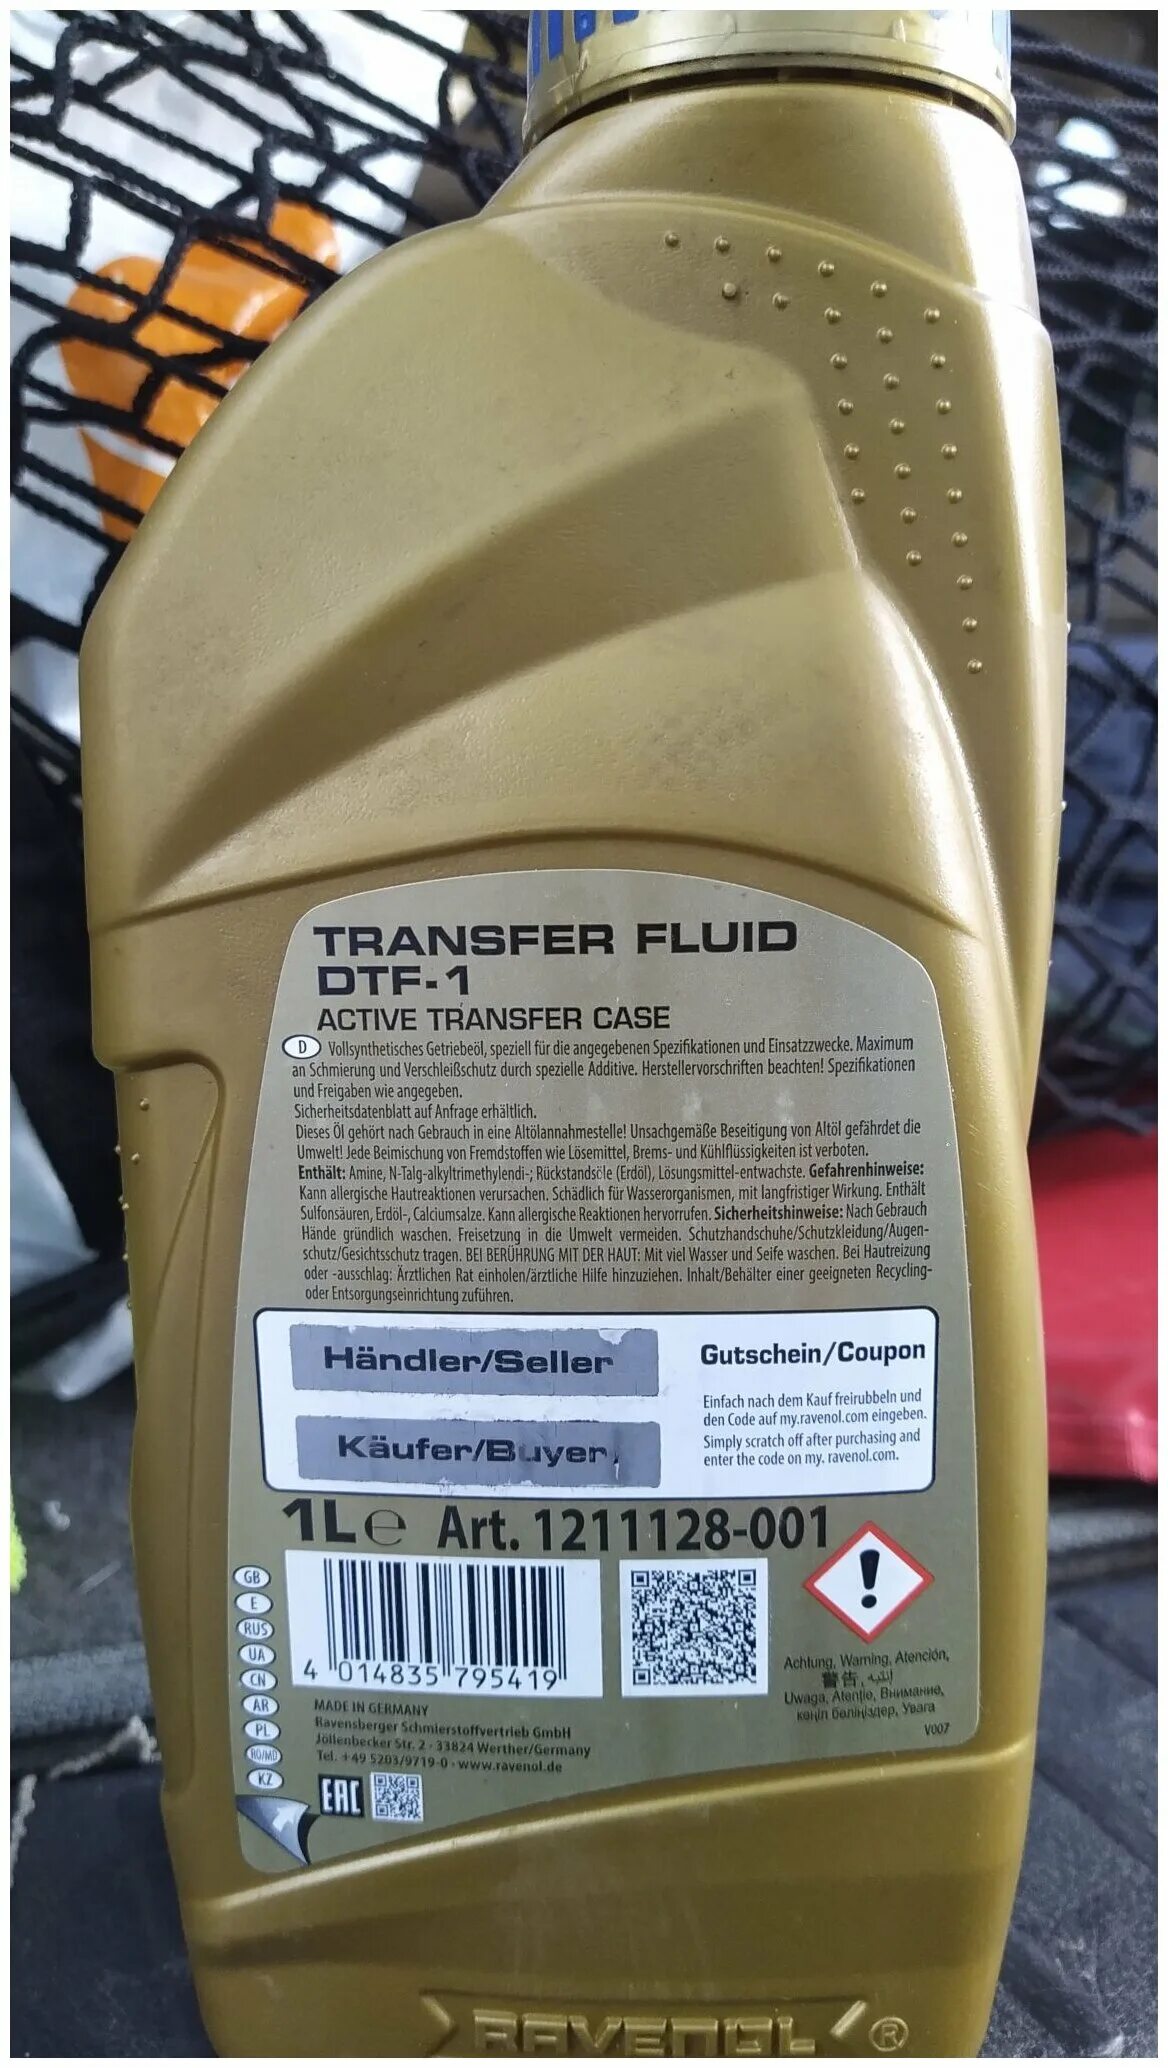 TRANSFER FLUID
DTF-1
ACTIVE TRANSFER CASE
D Vollsynthetisches Getriebeöl, speziell für die angegebenen Spezifikationen und Einsatzzwecke. Maximum
an Schmierung und Verschleißschutz durch spezielle Additive. Herstellervorschriften beachten! Spezifikationen
und Freigaben wie angegeben.
Sicherheitsdatenblatt auf Anfrage erhältlich.
Dieses Öl gehört nach Gebrauch in eine Altölannahmestelle! Unsachgemäße Beseitigung von Altöl gefährdet die
Umwelt! Jede Beimischung von Fremdstoffen wie Lösemittel, Brems- und Kühlflüssigkeiten ist verboten.
Enthält: Amine, N-Talg-alkyltrimethylendi-; Rückstandsöle (Erdöl), Lösungsmittel-entwachste. Gefahrenhinweise:
Kann allergische Hautreaktionen verursachen. Schädlich für Wasserorganismen, mit langfristiger Wirkung. Enthält
Sulfonsäuren, Erdöl-, Calciumsalze. Kann allergische Reaktionen hervorrufen. Sicherheitshinweise: Nach Gebrauch
Hände gründlich waschen. Freisetzung in die Umwelt vermeiden. Schutzhandschuhe/Schutzkleidung/Augen-
schutz/Gesichtsschutz tragen. BEI BERÜHRUNG MIT DER HAUT: Mit viel Wasser und Seife waschen. Bei Hautreizung
oder -ausschlag: Ärztlichen Rat einholen/ärztliche Hilfe hinzuziehen. Inhalt/Behälter einer geeigneten Recycling-
oder Entsorgungseinrichtung zuführen.
Händler/Seller
Käufer/Buyer
Gutschein/Coupon
Einfach nach dem Kauf freirubbeln und
den Code auf my.ravenol.com eingeben.
Simply scratch off after purchasing and
enter the code on my. ravenol.com.
1L e Art. 1211128-001
GB
E
RUS
UA
CN
AR
PL
RO/MD
KZ
4 014835 795419
Achtung, Warning, Atención,
警告, انتبه
Uwaga, Atenție, Внимание,
көңіл бөліңіздер, Увага
V007
MADE IN GERMANY
Ravensberger Schmierstoffvertrieb GmbH
Jöllenbecker Str. 2 · 33824 Werther/Germany
Tel. +49 5203/9719-0 · www.ravenol.de
EAC
RAVENOL ®